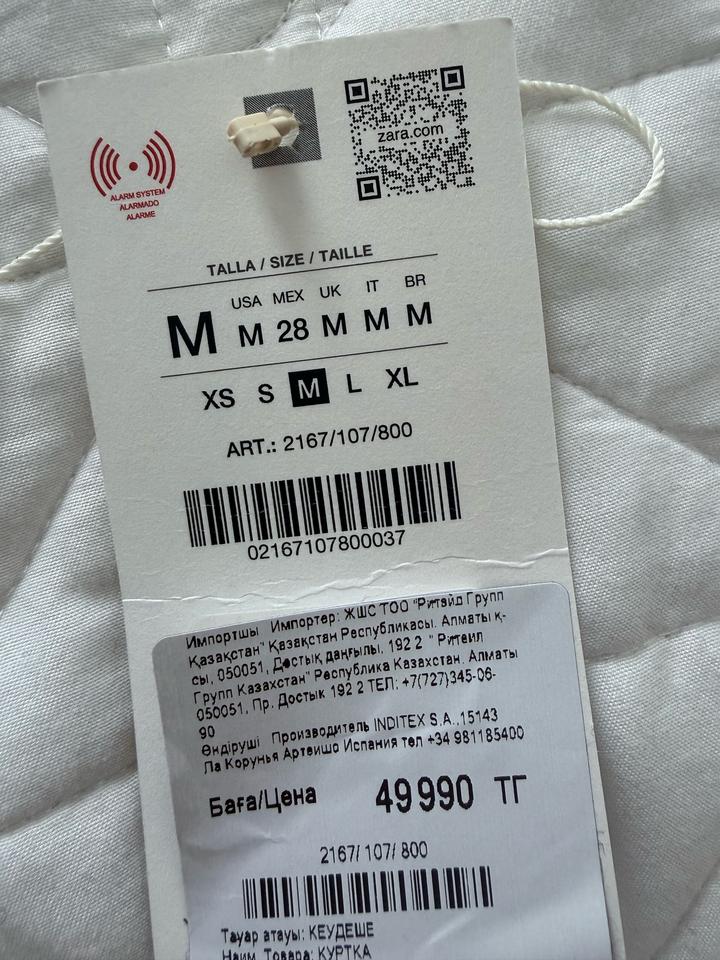 zara.com
ALARM SYSTEM
ALARMADO
ALARME
TALLA / SIZE / TAILLE
USA MEX UK IT BR
M M 28 M M M
XS S M L XL
ART.: 2167/107/800
02167107800037
Импортшы Импортер: ЖШС ТОО "Ритэйл Групп
Қазақстан" Қазақстан Республикасы. Алматы қ-
сы, 050051, Достық даңғылы, 192 2 " Ритеил
Групп Казахстан" Республика Казахстан. Алматы
050051, Пр. Достык 192 2 ТЕЛ: +7(727)345-06-
90
Өндіруші Производитель INDITEX S.A.,15143
Ла Корунья Артеишо Испания тел +34 981185400
Баға/Цена 49990 ТГ
2167/ 107/ 800
Тауар атауы: КЕУДЕШЕ
Наим. Товара: КУРТКА